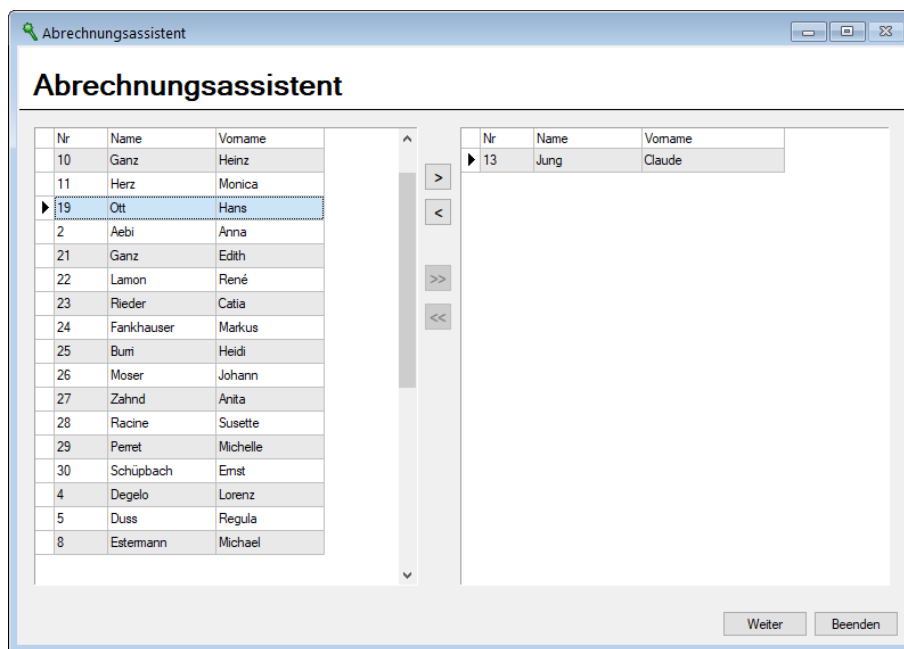 Abrechnungsassistent
Abrechnungsassistent
Nr Name Vorname
10 Ganz Heinz
11 Herz Monica
19 Ott Hans
2 Aebi Anna
21 Ganz Edith
22 Lamon René
23 Rieder Catia
24 Fankhauser Markus
25 Burri Heidi
26 Moser Johann
27 Zahnd Anita
28 Racine Susette
29 Perret Michelle
30 Schüpbach Ernst
4 Degelo Lorenz
5 Duss Regula
8 Estermann Michael
>
<
>>
<<
Nr Name Vorname
13 Jung Claude
Weiter Beenden